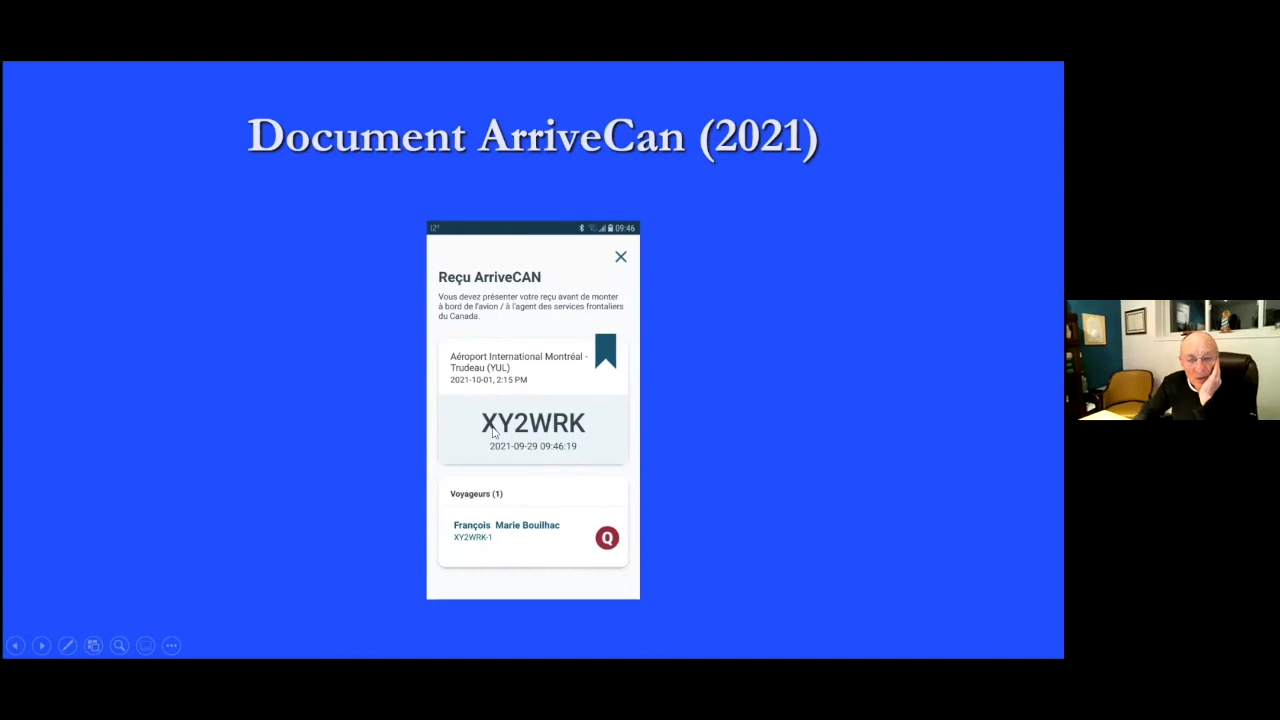 Document ArriveCan (2021)
12°
09:46
Reçu ArriveCAN
Vous devez présenter votre reçu avant de monter
à bord de l'avion / à l'agent des services frontaliers
du Canada.
Aéroport International Montréal -
Trudeau (YUL)
2021-10-01, 2:15 PM
XY2WRK
2021-09-29 09:46:19
Voyageurs (1)
François Marie Bouilhac
XY2WRK-1
Q